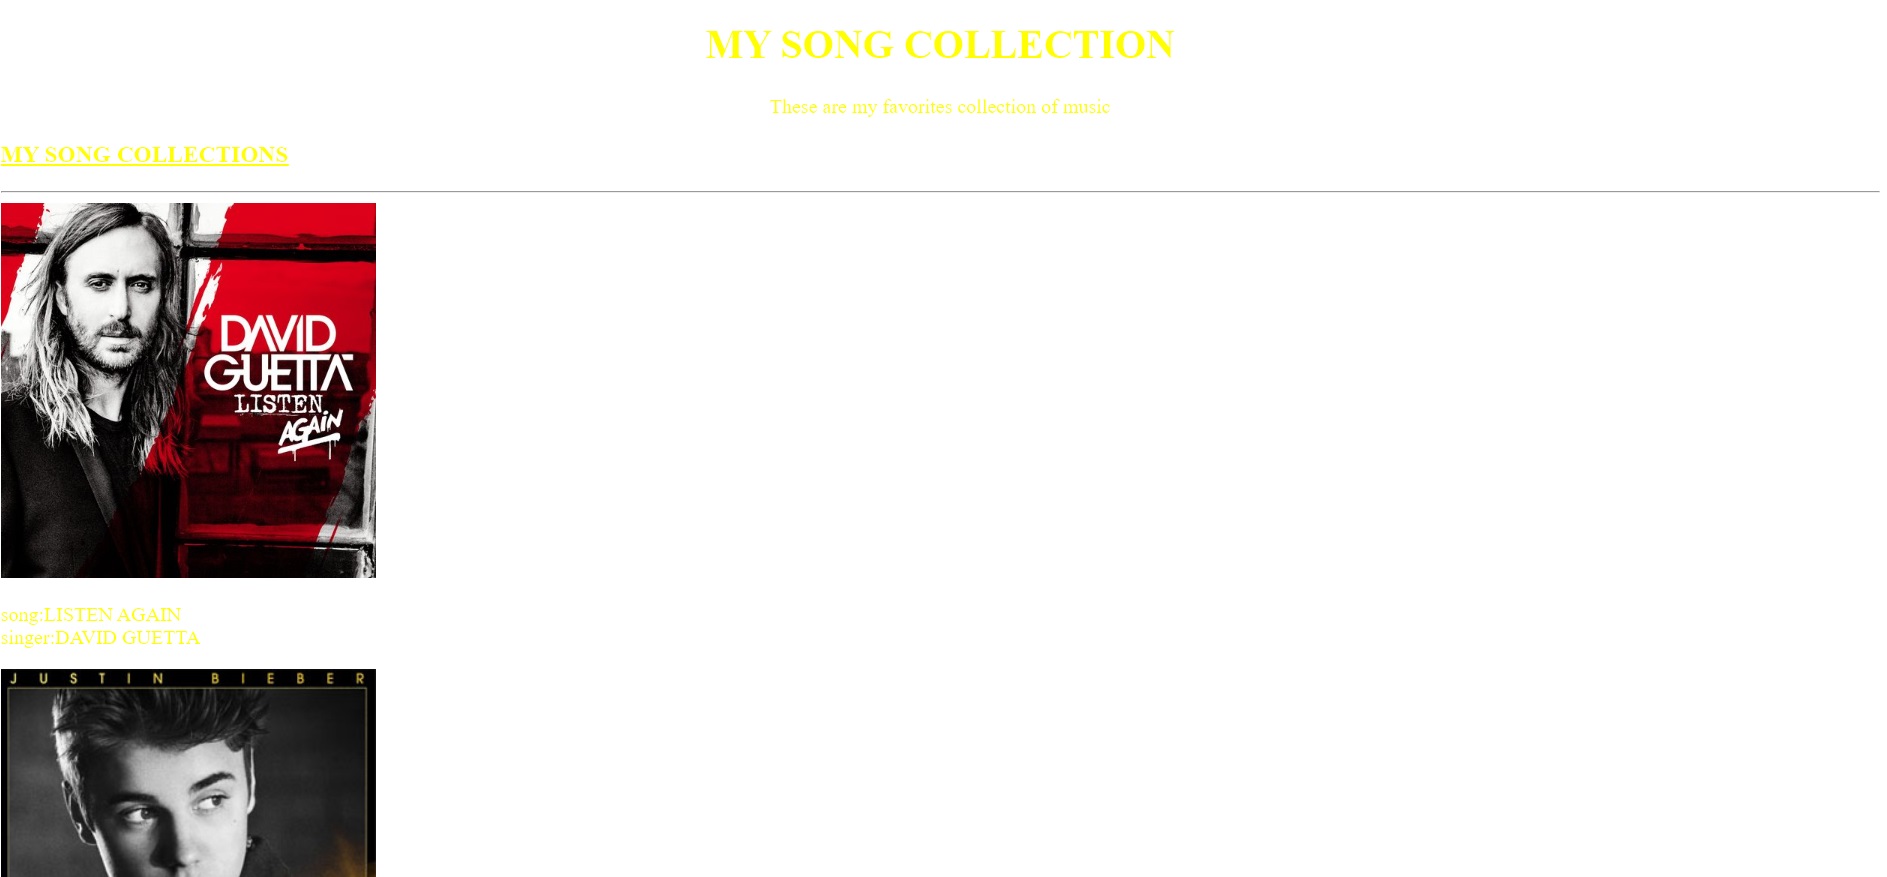 MY SONG COLLECTION
These are my favorites collection of music
MY SONG COLLECTIONS
DAVID
GUETTA
LISTEN
AGAIN
song:LISTEN AGAIN
singer:DAVID GUETTA
JUSTIN BIEBER